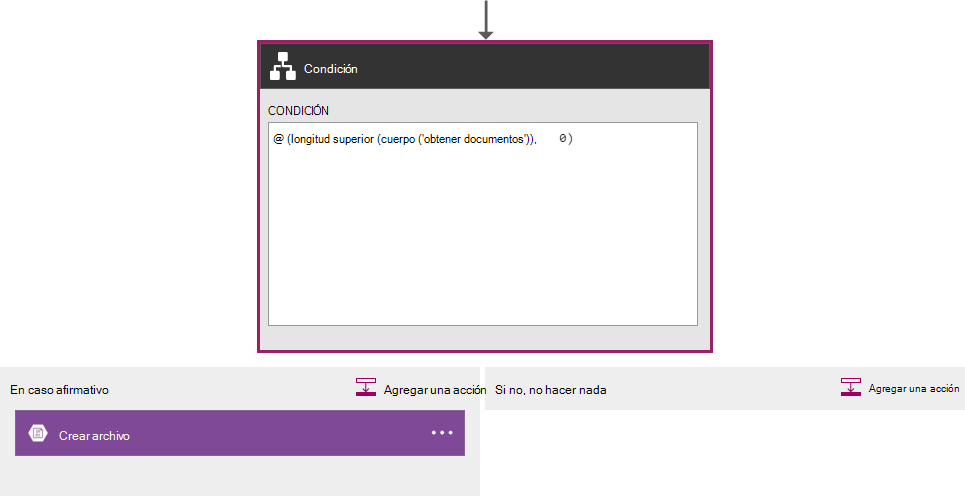 Condición
CONDICIÓN
@ (longitud superior (cuerpo ('obtener documentos')), 0)
En caso afirmativo
Agregar una acción
Si no, no hacer nada
Agregar una acción
Crear archivo